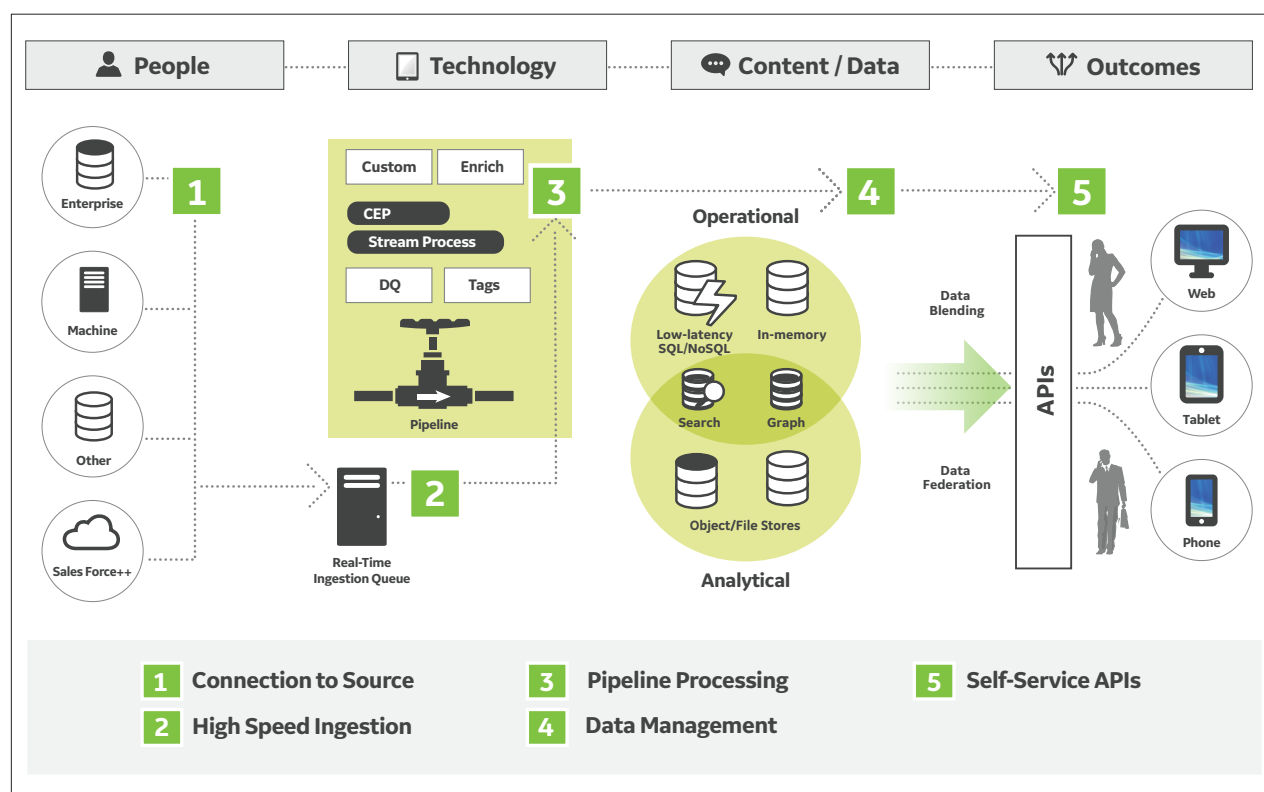 People
Technology
Content / Data
Outcomes
Enterprise
1
Machine
Other
Sales Force++
Custom
Enrich
3
CEP
Stream Process
DQ
Tags
Pipeline
Real-Time
Ingestion Queue
2
4
Operational
Low-latency
SQL/NoSQL
In-memory
Search
Graph
Object/File Stores
Analytical
Data
Blending
Data
Federation
5
APIs
Web
Tablet
Phone
1 Connection to Source
2 High Speed Ingestion
3 Pipeline Processing
4 Data Management
5 Self-Service APIs